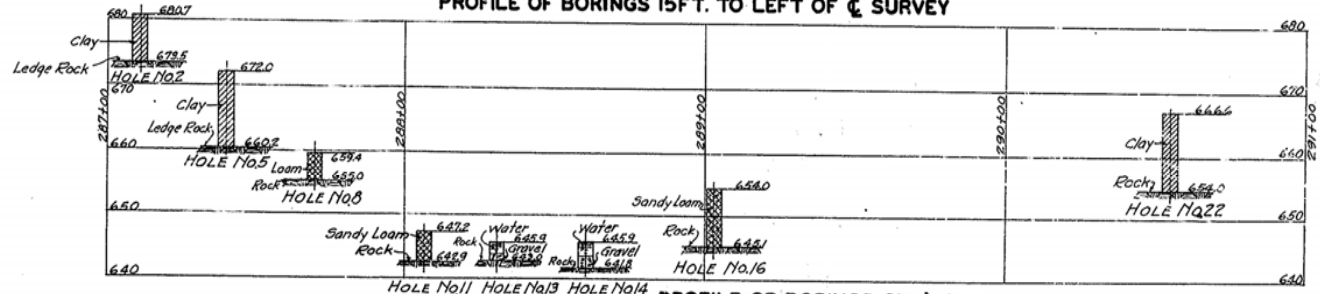 PROFILE OF BORINGS 15FT. TO LEFT OF ℄ SURVEY
680 680.7 680
Clay
Ledge Rock 673.5
HOLE No.2 672.0
670 670
Clay
287+00 288+00 289+00 290+00 291+00
Ledge Rock 660.2
660 660
HOLE No.5
666.6
Clay
659.4
Loam
Rock 655.0
HOLE No.8
654.0
Sandy Loam
Rock 654.0
HOLE No.22
650 650
Sandy Loam 647.2
Rock 642.9
Water 645.9
Rock Gravel
Water 645.9
Gravel
Rock 641.8
Rock 645.1
HOLE No.16
640 640
HOLE No.11 HOLE No.13 HOLE No.14